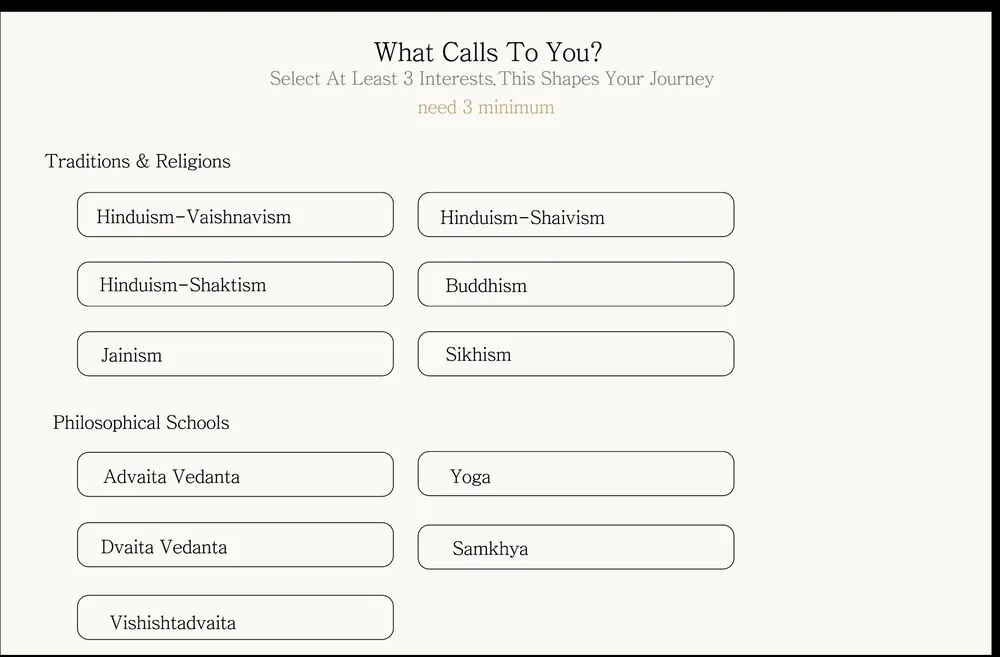 What Calls To You?
Select At Least 3 Interests.This Shapes Your Journey
need 3 minimum
Traditions & Religions
Hinduism-Vaishnavism
Hinduism-Shaivism
Hinduism-Shaktism
Buddhism
Jainism
Sikhism
Philosophical Schools
Advaita Vedanta
Yoga
Dvaita Vedanta
Samkhya
Vishishtadvaita